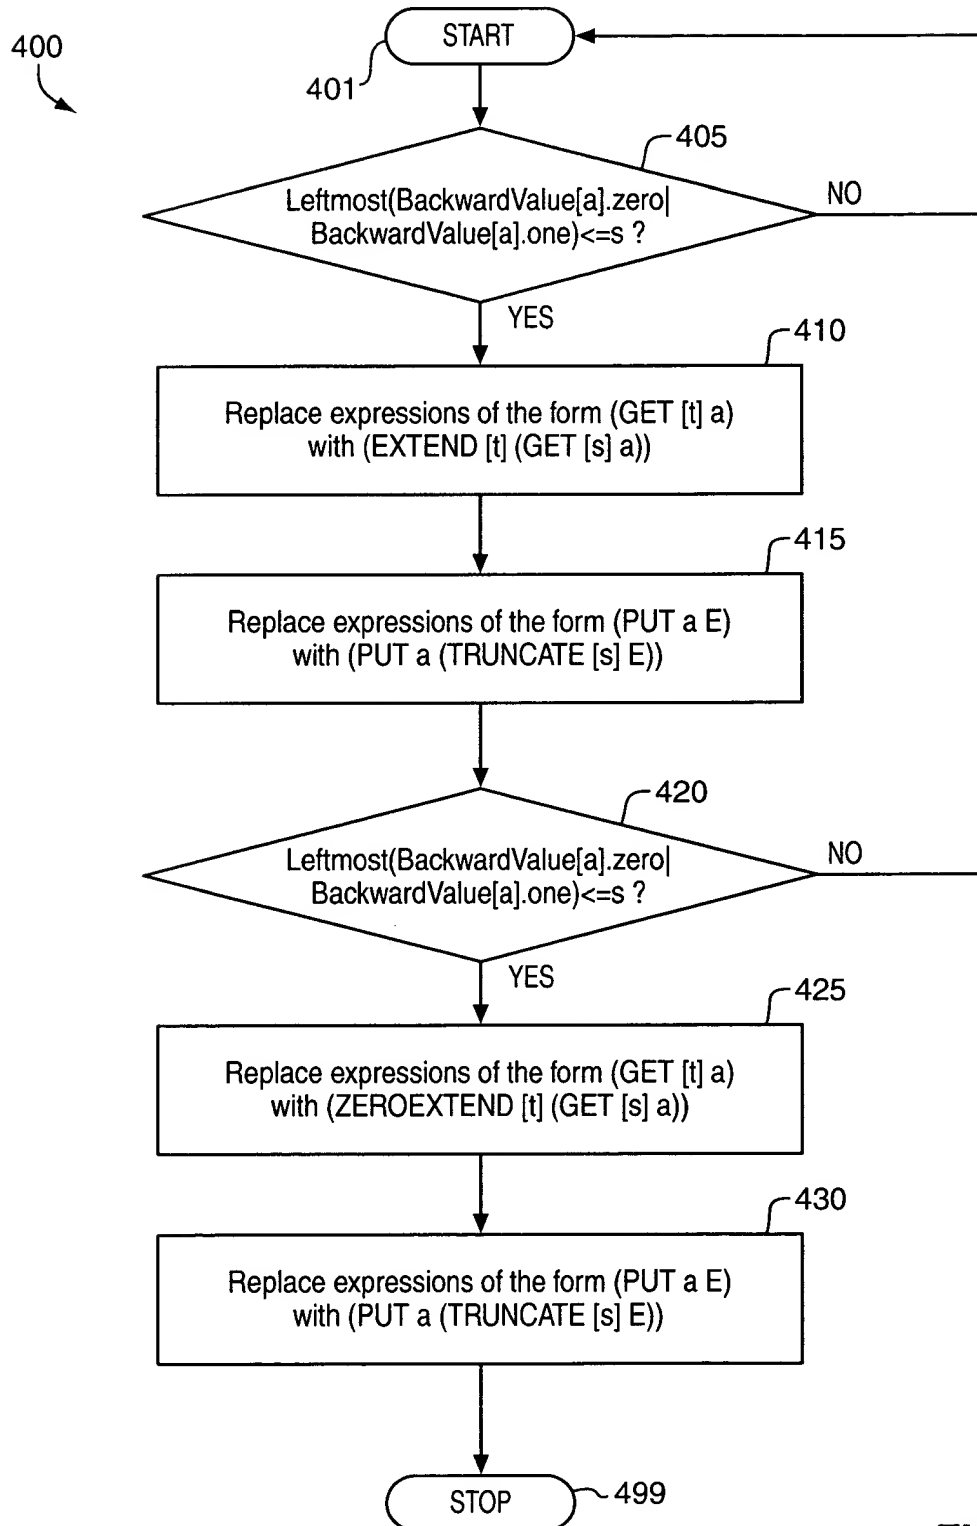 START
400
401
405
Leftmost(BackwardValue[a].zero|
BackwardValue[a].one)<=s ?
NO
YES
410
Replace expressions of the form (GET [t] a)
with (EXTEND [t] (GET [s] a))
415
Replace expressions of the form (PUT a E)
with (PUT a (TRUNCATE [s] E))
420
Leftmost(BackwardValue[a].zero|
BackwardValue[a].one)<=s ?
NO
YES
425
Replace expressions of the form (GET [t] a)
with (ZEROEXTEND [t] (GET [s] a))
430
Replace expressions of the form (PUT a E)
with (PUT a (TRUNCATE [s] E))
STOP
499